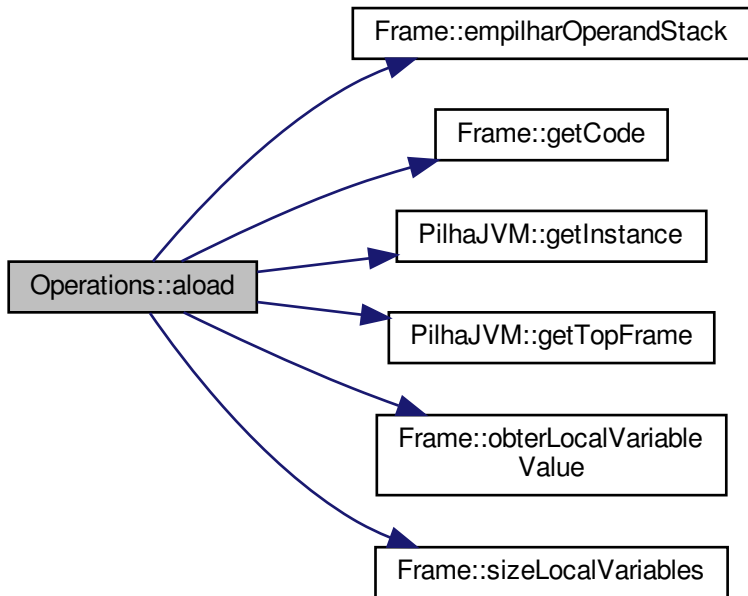 Frame::empilharOperandStack
Frame::getCode
PilhaJVM::getInstance
Operations::aload
PilhaJVM::getTopFrame
Frame::obterLocalVariable
Value
Frame::sizeLocalVariables